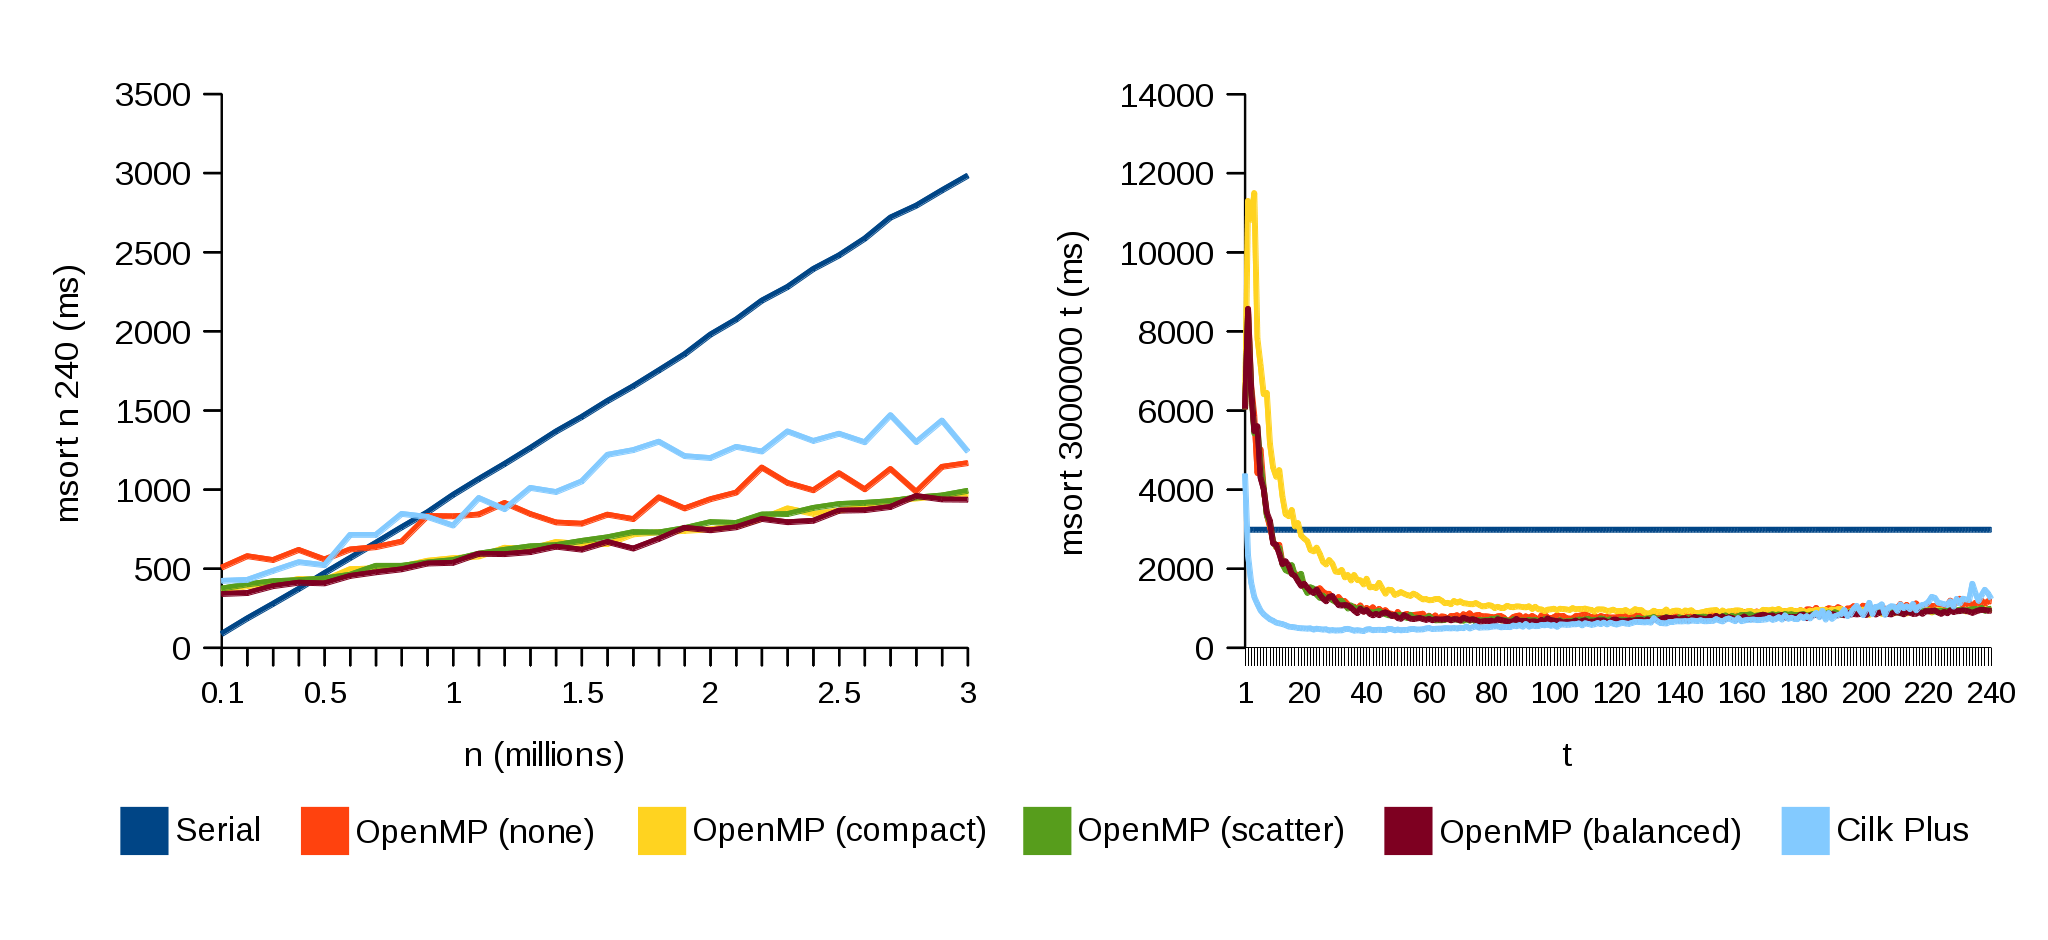 msort n 240 (ms)
3500
3000
2500
2000
1500
1000
500
0
0.1 0.5 1 1.5 2 2.5 3
n (millions)
msort 3000000 t (ms)
14000
12000
10000
8000
6000
4000
2000
0
1 20 40 60 80 100 120 140 160 180 200 220 240
t
Serial OpenMP (none) OpenMP (compact) OpenMP (scatter) OpenMP (balanced) Cilk Plus